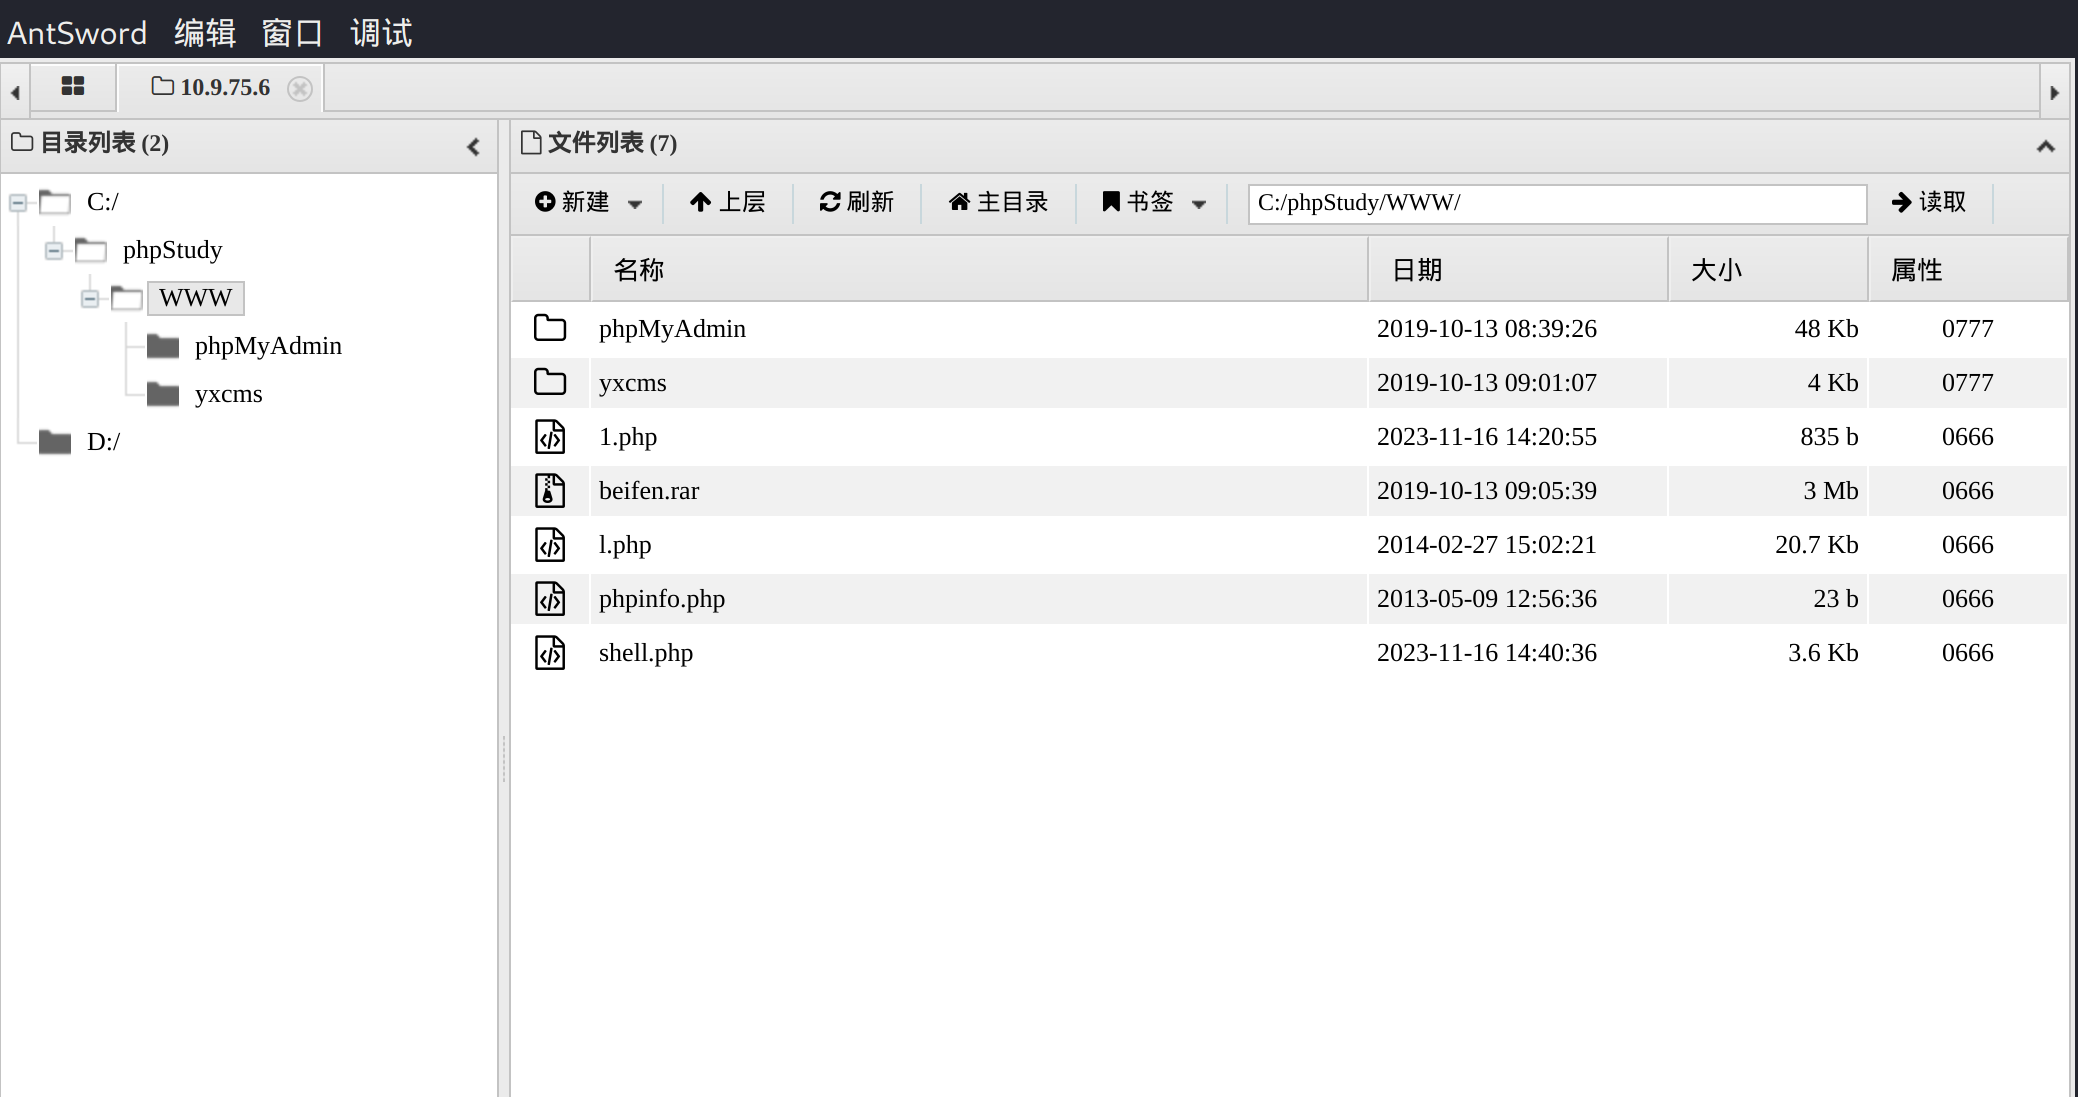 AntSword 编辑 窗口 调试
10.9.75.6
目录列表 (2)
C:/
phpStudy
WWW
phpMyAdmin
yxcms
D:/
文件列表 (7)
新建 上层 刷新 主目录 书签 C:/phpStudy/WWW/ 读取
名称 日期 大小 属性
phpMyAdmin 2019-10-13 08:39:26 48 Kb 0777
yxcms 2019-10-13 09:01:07 4 Kb 0777
1.php 2023-11-16 14:20:55 835 b 0666
beifen.rar 2019-10-13 09:05:39 3 Mb 0666
l.php 2014-02-27 15:02:21 20.7 Kb 0666
phpinfo.php 2013-05-09 12:56:36 23 b 0666
shell.php 2023-11-16 14:40:36 3.6 Kb 0666